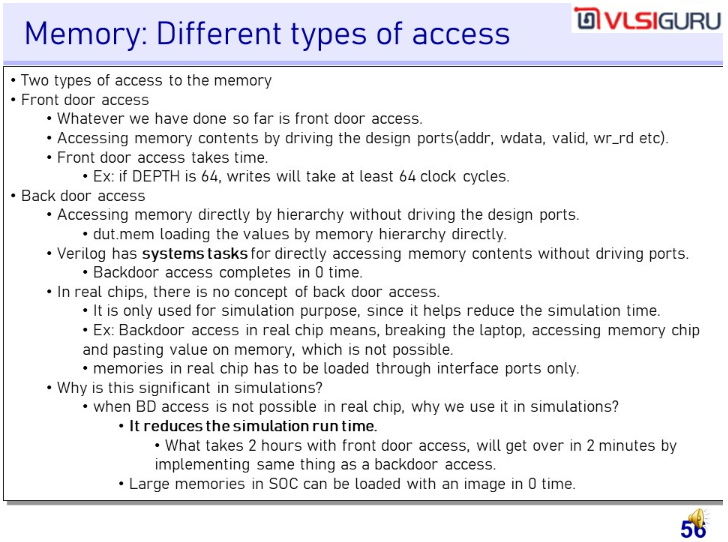 Memory: Different types of access
VLSIGURU
• Two types of access to the memory
• Front door access
• Whatever we have done so far is front door access.
• Accessing memory contents by driving the design ports(addr, wdata, valid, wr_rd etc).
• Front door access takes time.
• Ex: if DEPTH is 64, writes will take at least 64 clock cycles.
• Back door access
• Accessing memory directly by hierarchy without driving the design ports.
• dut.mem loading the values by memory hierarchy directly.
• Verilog has systems tasks for directly accessing memory contents without driving ports.
• Backdoor access completes in 0 time.
• In real chips, there is no concept of back door access.
• It is only used for simulation purpose, since it helps reduce the simulation time.
• Ex: Backdoor access in real chip means, breaking the laptop, accessing memory chip
and pasting value on memory, which is not possible.
• memories in real chip has to be loaded through interface ports only.
• Why is this significant in simulations?
• when BD access is not possible in real chip, why we use it in simulations?
• It reduces the simulation run time.
• What takes 2 hours with front door access, will get over in 2 minutes by
implementing same thing as a backdoor access.
• Large memories in SOC can be loaded with an image in 0 time.
56